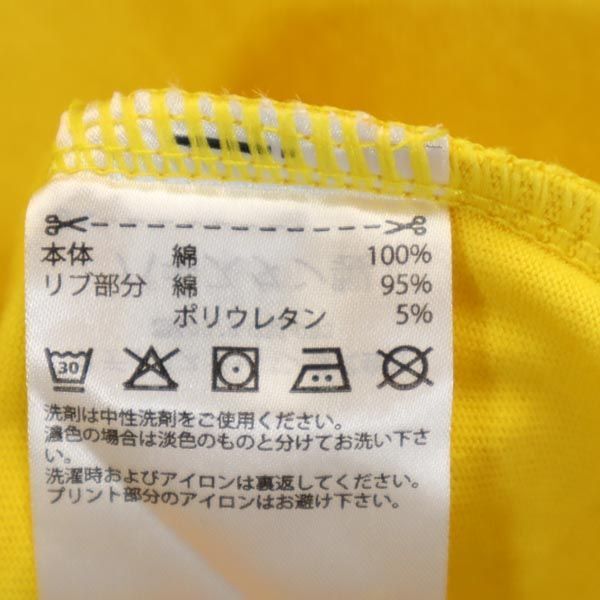 本体 綿 100%
リブ部分 綿 95%
ポリウレタン 5%
30
洗剤は中性洗剤をご使用ください。
濃色の場合は淡色のものと分けてお洗い下さ
い。
洗濯時およびアイロンは裏返してください。
プリント部分のアイロンはお避け下さい。